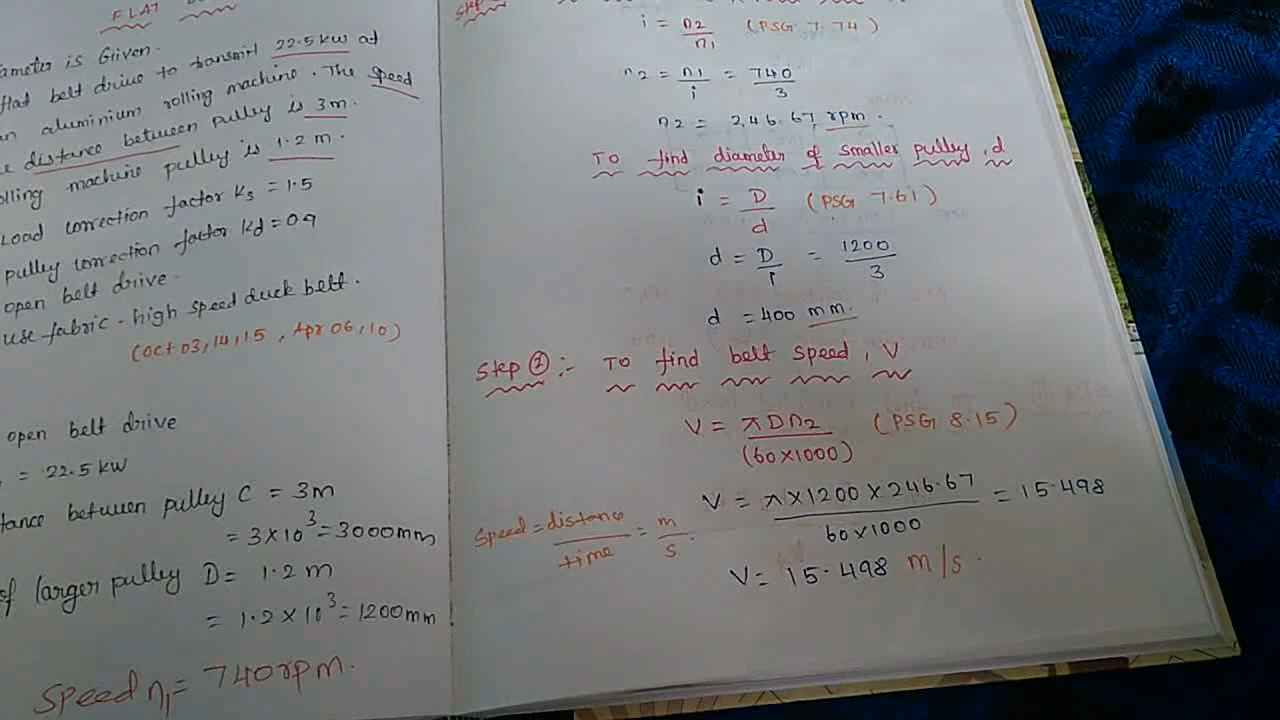 FLAT
ameter is Given.
flat belt drive to transmit 22.5 kW at
an aluminium rolling machine. The speed
e distance between pulley is 3m.
olling machine pulley is 1.2 m.
Load correction factor Ks = 1.5
pulley correction factor kd = 0.9
open belt drive.
use fabric - high speed duck belt.
(Oct 03, 14, 15, Apr 06, 10)
open belt drive
= 22.5 kW
tance between pulley C = 3m
= 3×10³ = 3000mm
of larger pulley D = 1.2 m
= 1.2 × 10³ = 1200mm
Speed n1 = 740rpm.
Step
i = n2/n1 (PSG 7.74)
n2 = n1/i = 740/3
n2 = 246.67 rpm.
To find diameter of smaller pulley, d
i = D/d (PSG 7.61)
d = D/i = 1200/3
d = 400 mm.
Step ②:- To find belt speed, V
V = πDn2/(60×1000) (PSG 8.15)
V = π×1200×246.67/60×1000 = 15.498
Speed = distance/time = m/s.
V = 15.498 m/s.